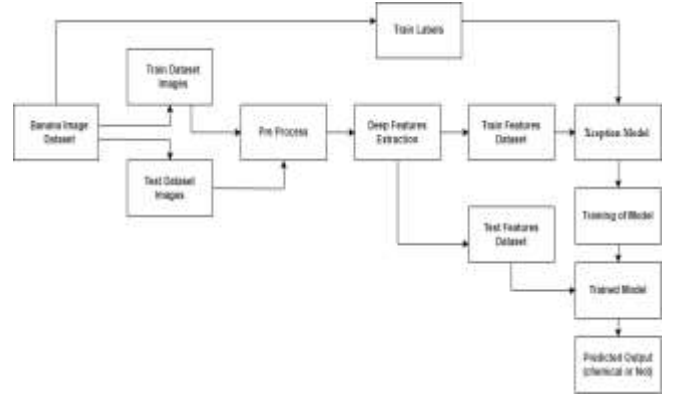 Train Labels
Train Dataset
Images
Banana Image
Dataset
Pre Process
Deep Features
Extraction
Train Features
Dataset
Xception Model
Test Dataset
Images
Test Features
Dataset
Training of Model
Trained Model
Predicted Output
(chemical or Not)